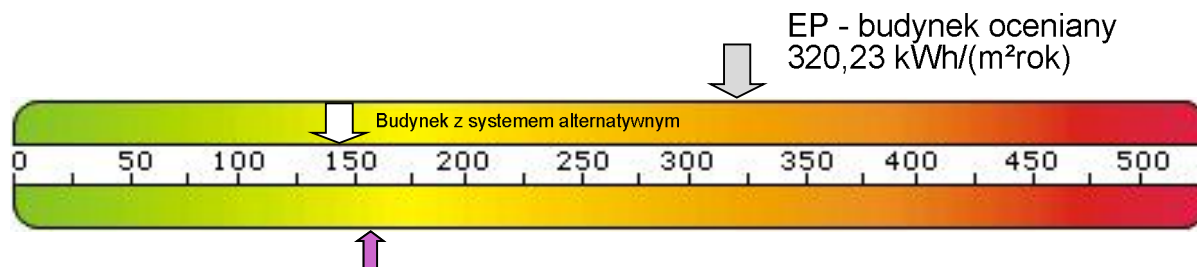 EP - budynek oceniany
320,23 kWh/(m²rok)
Budynek z systemem alternatywnym
0 50 100 150 200 250 300 350 400 450 500